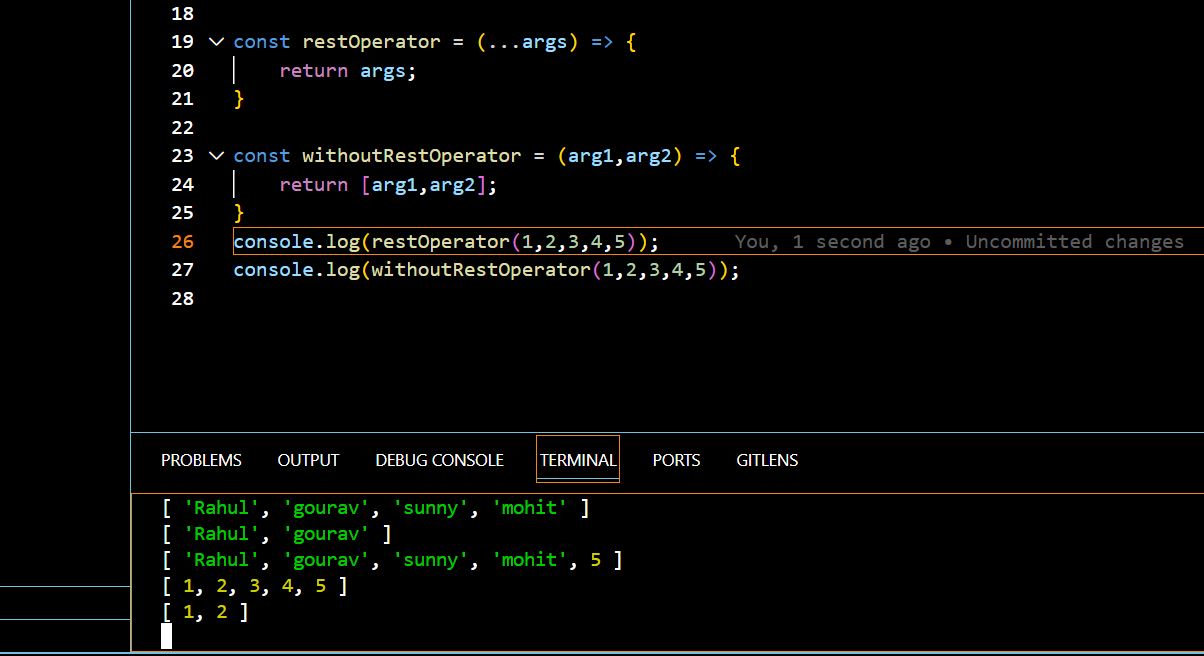 18
19 const restOperator = (...args) => {
20 return args;
21 }
22
23 const withoutRestOperator = (arg1,arg2) => {
24 return [arg1,arg2];
25 }
26 console.log(restOperator(1,2,3,4,5)); You, 1 second ago • Uncommitted changes
27 console.log(withoutRestOperator(1,2,3,4,5));
28
PROBLEMS OUTPUT DEBUG CONSOLE TERMINAL PORTS GITLENS
[ 'Rahul', 'gourav', 'sunny', 'mohit' ]
[ 'Rahul', 'gourav' ]
[ 'Rahul', 'gourav', 'sunny', 'mohit', 5 ]
[ 1, 2, 3, 4, 5 ]
[ 1, 2 ]